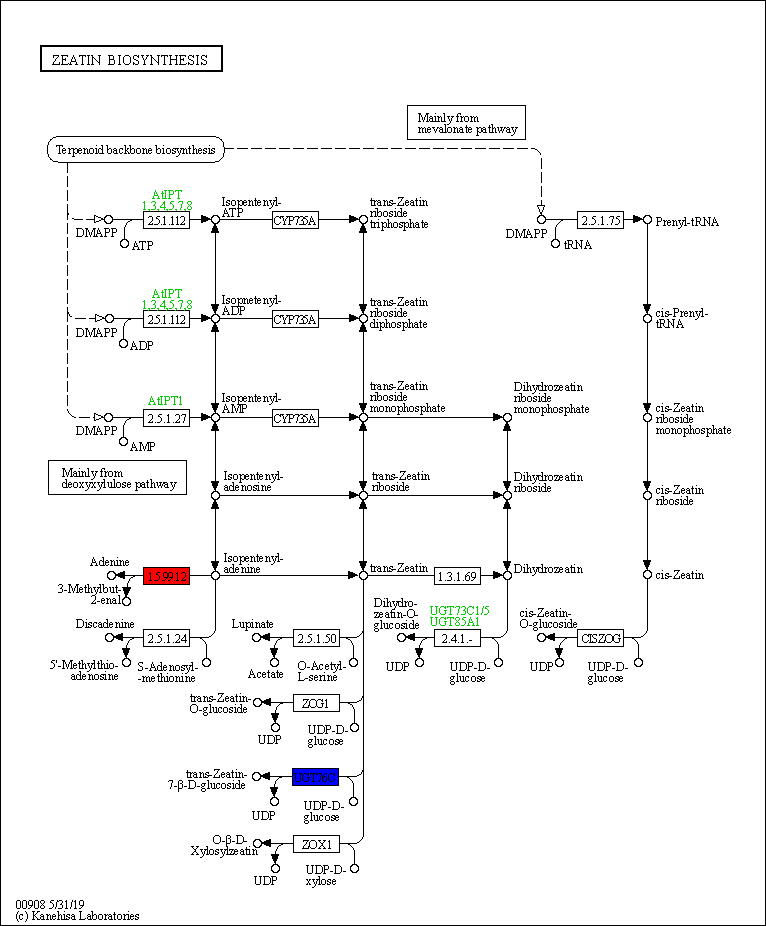 ZEATIN BIOSYNTHESIS
Mainly from
mevalonate pathway
Terpenoid backbone biosynthesis
AtIPT
1,3,4,5,7,8
2.5.1.112
DMAPP
ATP
Isopentenyl-
ATP
CYP735A
trans-Zeatin
riboside
triphosphate
DMAPP
tRNA
2.5.1.75
Prenyl-tRNA
AtIPT
1,3,4,5,7,8
2.5.1.112
DMAPP
ADP
Isopnetenyl-
ADP
CYP735A
trans-Zeatin
riboside
diphosphate
cis-Prenyl-
tRNA
AtIPT1
2.5.1.27
DMAPP
AMP
Isopentenyl-
AMP
CYP735A
trans-Zeatin
riboside
monophosphate
Dihydrozeatin
riboside
monophosphate
cis-Zeatin
riboside
monophosphate
Mainly from
deoxyxylulose pathway
Isopentenyl-
adenosine
trans-Zeatin
riboside
Dihydrozeatin
riboside
cis-Zeatin
riboside
Adenine
1.5.99.12
3-Methylbut-
2-enal
Isopentenyl-
adenine
trans-Zeatin
1.3.1.69
Dihydrozeatin
cis-Zeatin
Discadenine
2.5.1.24
5'-Methylthio-
adenosine
S-Adenosyl-
-methionine
Lupinate
2.5.1.50
Acetate
O-Acetyl-
L-serine
Dihydro-
zeatin-O-
glucoside
UGT73C1/5
UGT85A1
2.4.1.-
UDP
UDP-D-
glucose
cis-Zeatin-
O-glucoside
CISZOG
UDP
UDP-D-
glucose
trans-Zeatin-
O-glucoside
ZOG1
UDP
UDP-D-
glucose
trans-Zeatin-
7-β-D-glucoside
UGT76C
UDP
UDP-D-
glucose
O-β-D-
Xylosylzeatin
ZOX1
UDP
UDP-D-
xylose
00908 5/31/19
(c) Kanehisa Laboratories